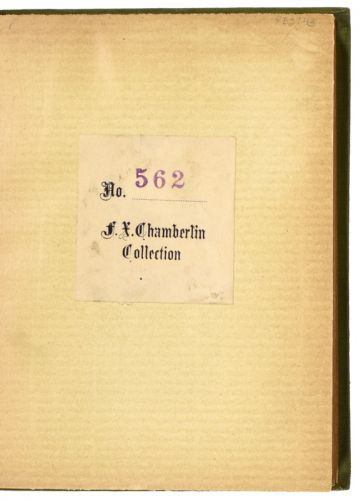 No. 562
F. X. Chamberlin
Collection